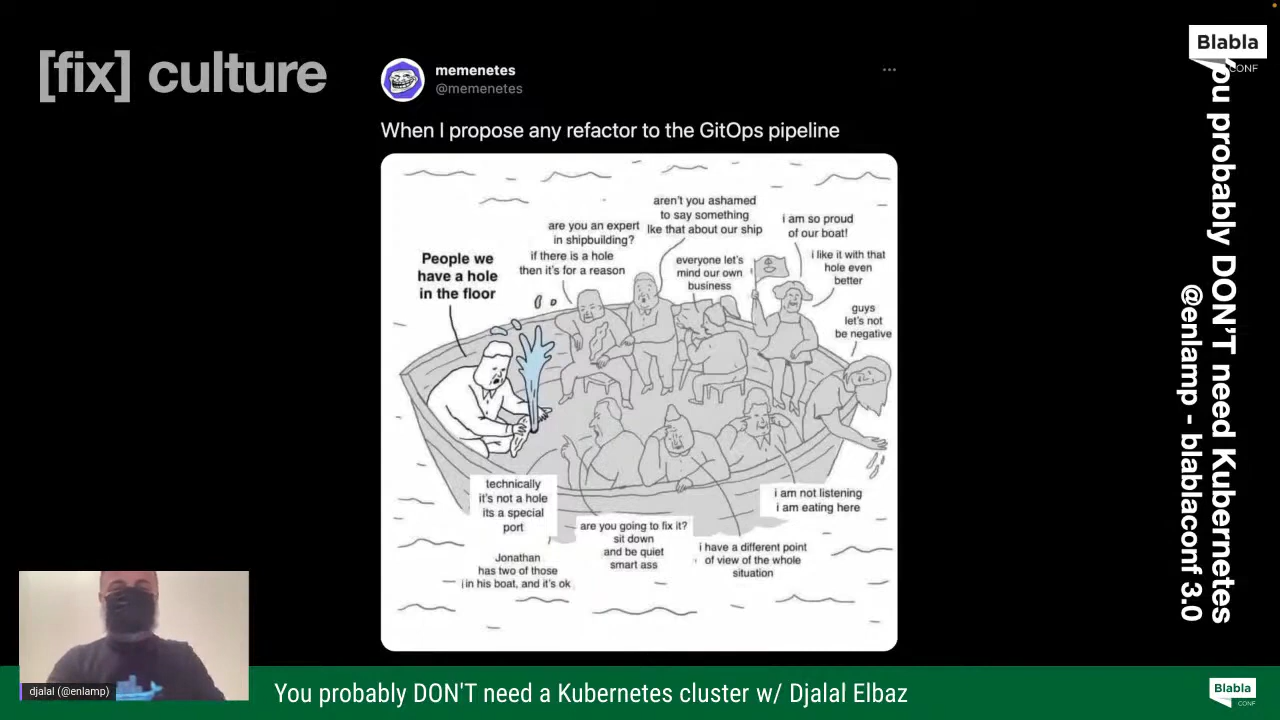 [fix] culture
memenetes
@memenetes
When I propose any refactor to the GitOps pipeline
People we
have a hole
in the floor
are you an expert
in shipbuilding?
if there is a hole
then it's for a reason
aren't you ashamed
to say something
lke that about our ship
everyone let's
mind our own
business
i am so proud
of our boat!
i like it with that
hole even
better
guys
let's not
be negative
technically
it's not a hole
its a special
port
Jonathan
has two of those
in his boat, and it's ok
are you going to fix it?
sit down
and be quiet
smart ass
i have a different point
of view of the whole
situation
i am not listening
i am eating here
Blabla
CONF
You probably DON'T need Kubernetes
@enlamp - blablaconf 3.0
djalal (@enlamp)
You probably DON'T need a Kubernetes cluster w/ Djalal Elbaz
Blabla
CONF